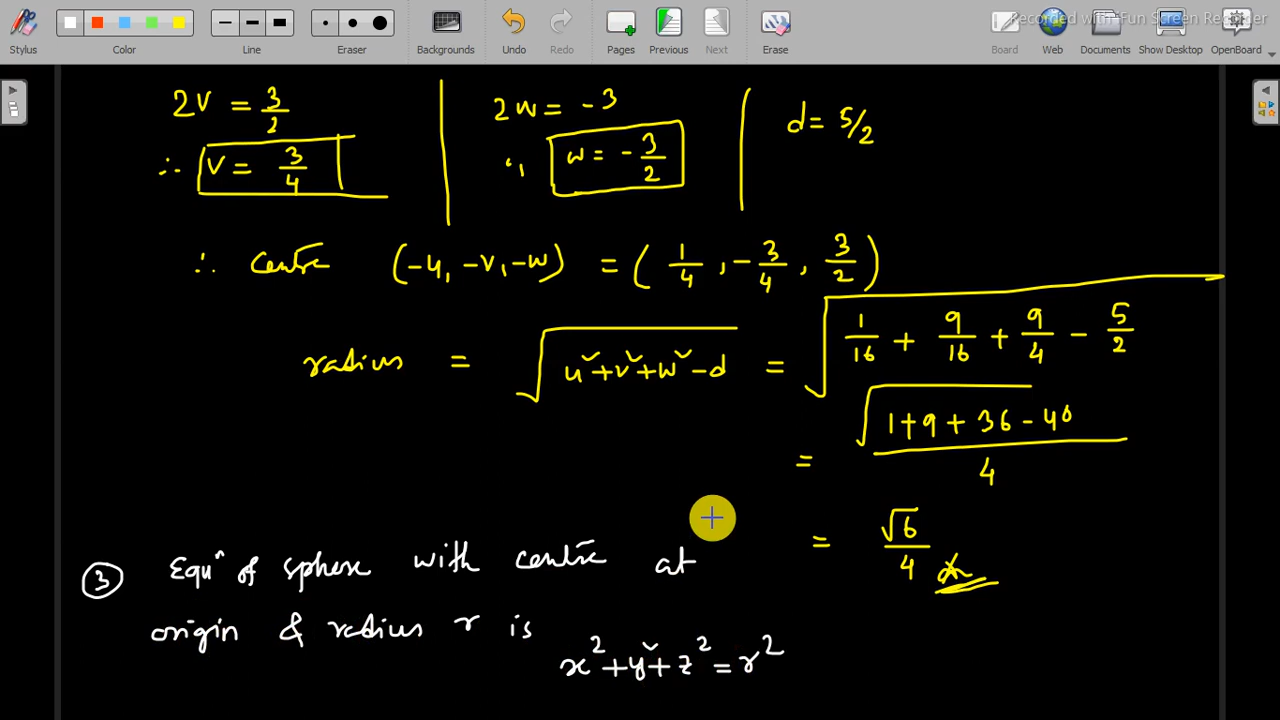 Recorded with Fun Screen Recorder
Stylus Color Line Eraser Backgrounds Undo Redo Pages Previous Next Erase Board Web Documents Show Desktop OpenBoard
2V = 3/2
∴ V = 3/4
2W = -3
∴ w = -3/2
d = 5/2
∴ centre (-u, -v, -w) = (1/4, -3/4, 3/2)
radius = √(u²+v²+w²-d) = √(1/16 + 9/16 + 9/4 - 5/2)
= √(1+9+36-40)/4
= √6/4
③ Equⁿ of sphere with centre at
origin & radius r is
x²+y²+z²=r²